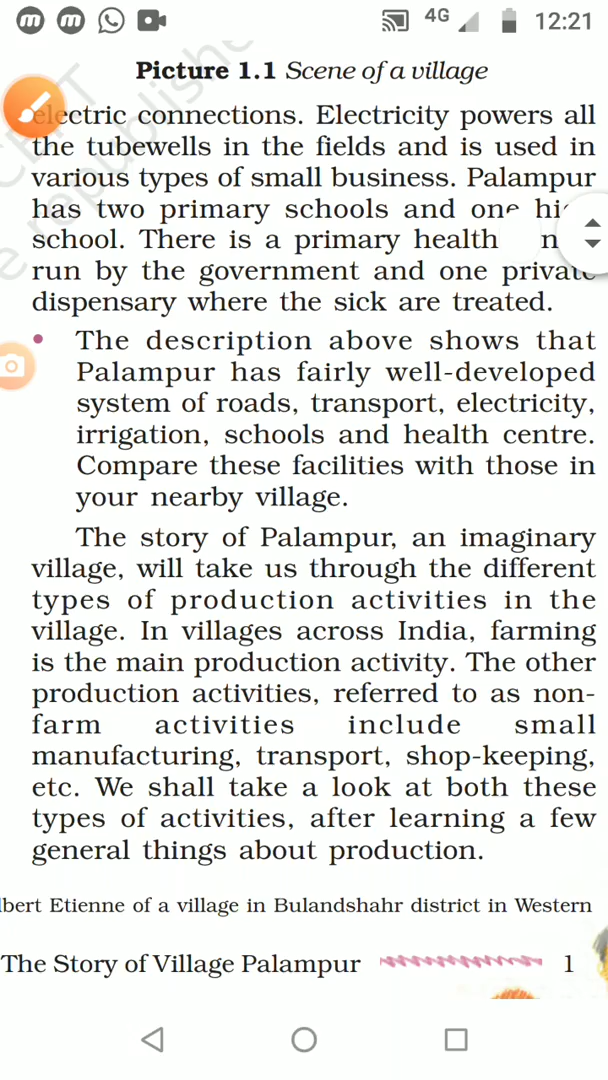 4G 12:21
Picture 1.1 Scene of a village
electric connections. Electricity powers all
the tubewells in the fields and is used in
various types of small business. Palampur
has two primary schools and one
school. There is a primary health
run by the government and one private
dispensary where the sick are treated.
• The description above shows that
Palampur has fairly well-developed
system of roads, transport, electricity,
irrigation, schools and health centre.
Compare these facilities with those in
your nearby village.
The story of Palampur, an imaginary
village, will take us through the different
types of production activities in the
village. In villages across India, farming
is the main production activity. The other
production activities, referred to as non-
farm activities include small
manufacturing, transport, shop-keeping,
etc. We shall take a look at both these
types of activities, after learning a few
general things about production.
lbert Etienne of a village in Bulandshahr district in Western
The Story of Village Palampur 1